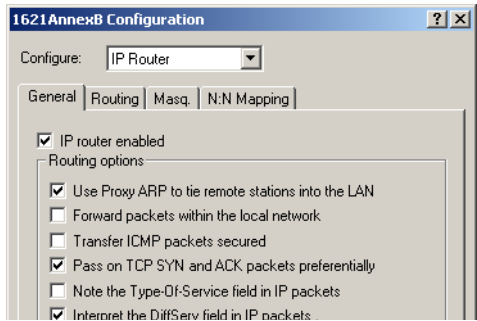 1621AnnexB Configuration
Configure: IP Router
General Routing Masq. N:N Mapping
IP router enabled
Routing options
Use Proxy ARP to tie remote stations into the LAN
Forward packets within the local network
Transfer ICMP packets secured
Pass on TCP SYN and ACK packets preferentially
Note the Type-Of-Service field in IP packets
Interpret the DiffServ field in IP packets .